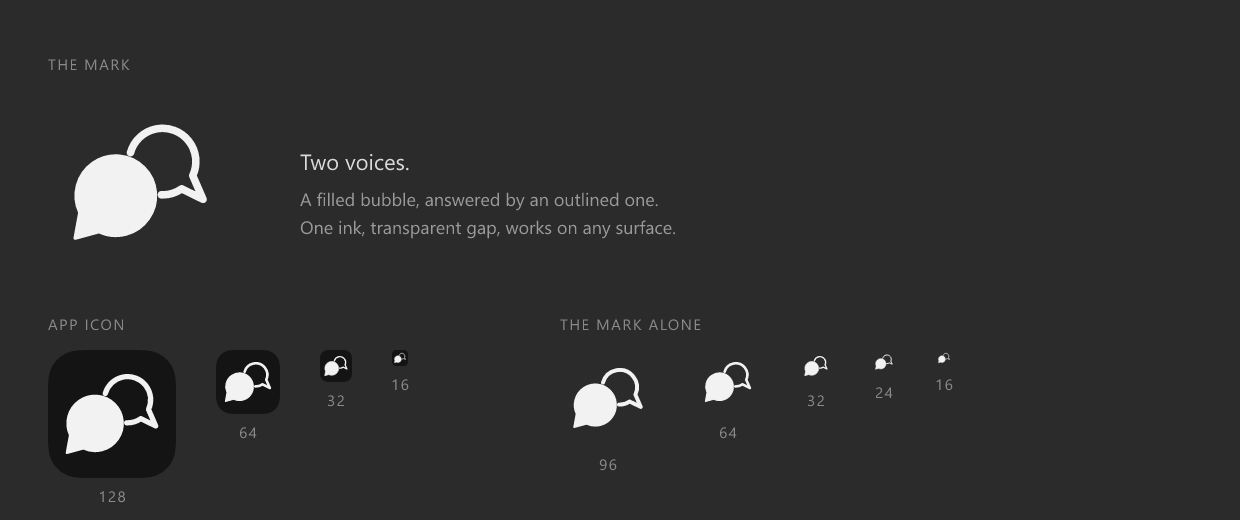 THE MARK
Two voices.
A filled bubble, answered by an outlined one.
One ink, transparent gap, works on any surface.
APP ICON
128
64
32
16
THE MARK ALONE
96
64
32
24
16